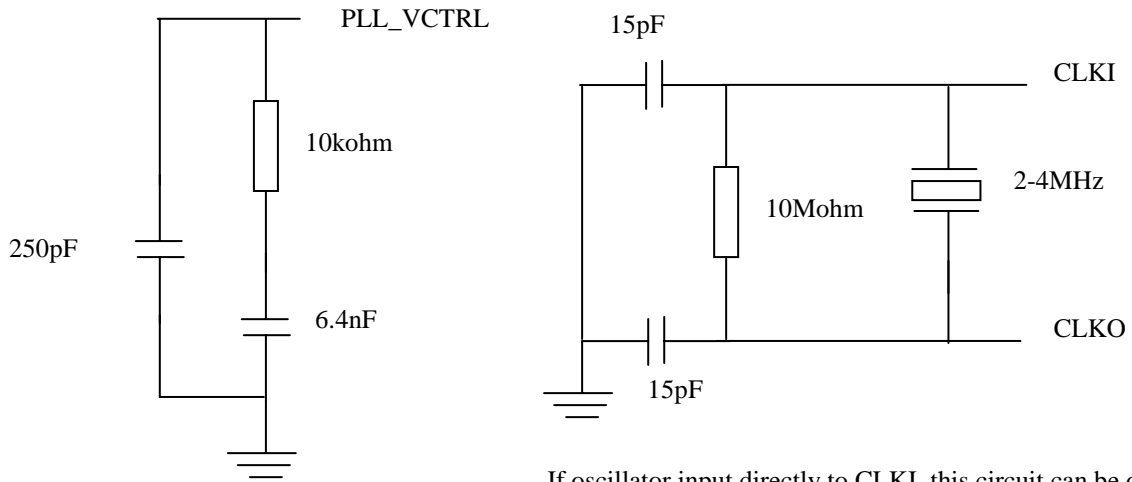 PLL_VCTRL
10kohm
250pF
6.4nF
15pF
CLKI
10Mohm
2-4MHz
CLKO
15pF
If oscillator input directly to CLKI, this circuit can be